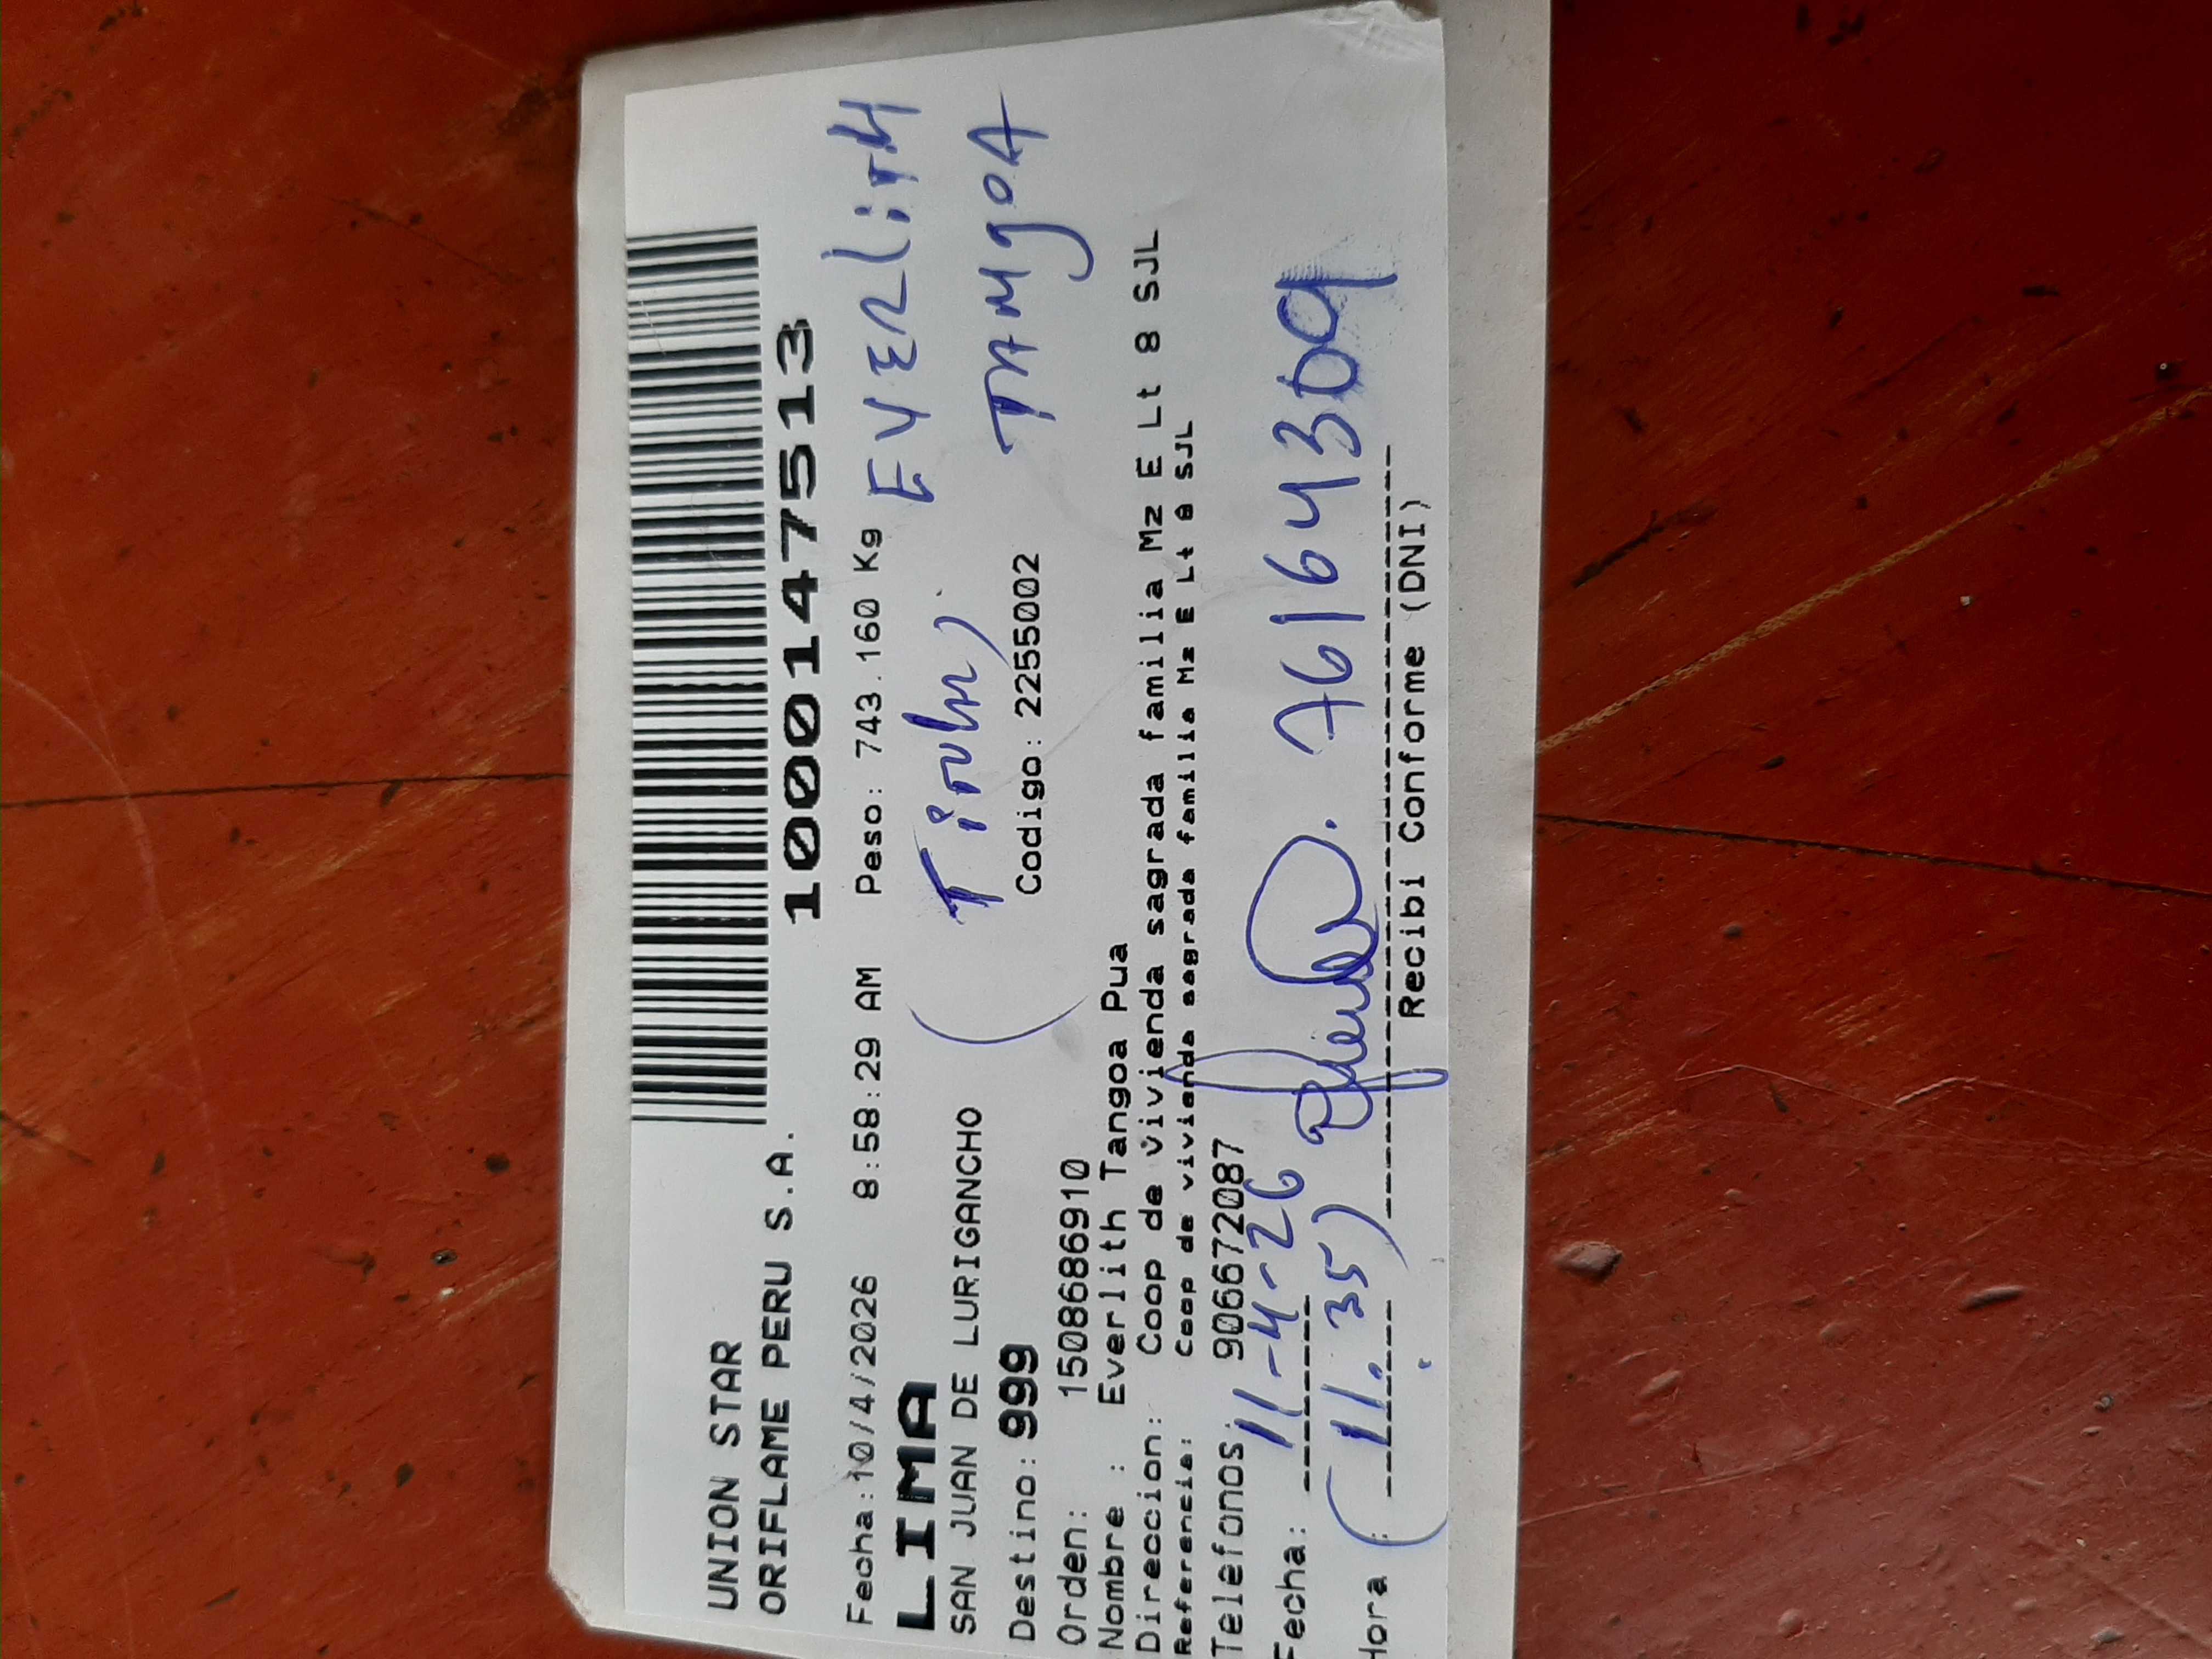 UNION STAR
ORIFLAME PERU S.A.
1000147513
Fecha:10/4/2026 8:58:29 AM Peso: 743.160 Kg
EVERLiTH
LIMA
SAN JUAN DE LURIGANCHO
(Titular)
TANgOA
Destino: 999 Codigo: 2255002
Orden: 1508686910
Nombre : Everlith Tangoa Pua
Direccion: Coop de vivienda sagrada familia Mz E Lt 8 SJL
Referencia: Coop de vivienda sagrada familia Mz E Lt 8 SJL
Telefonos: 906672087
Fecha: 11-4-26
76164309
Hora : (11.35)
Recibi Conforme (DNI)